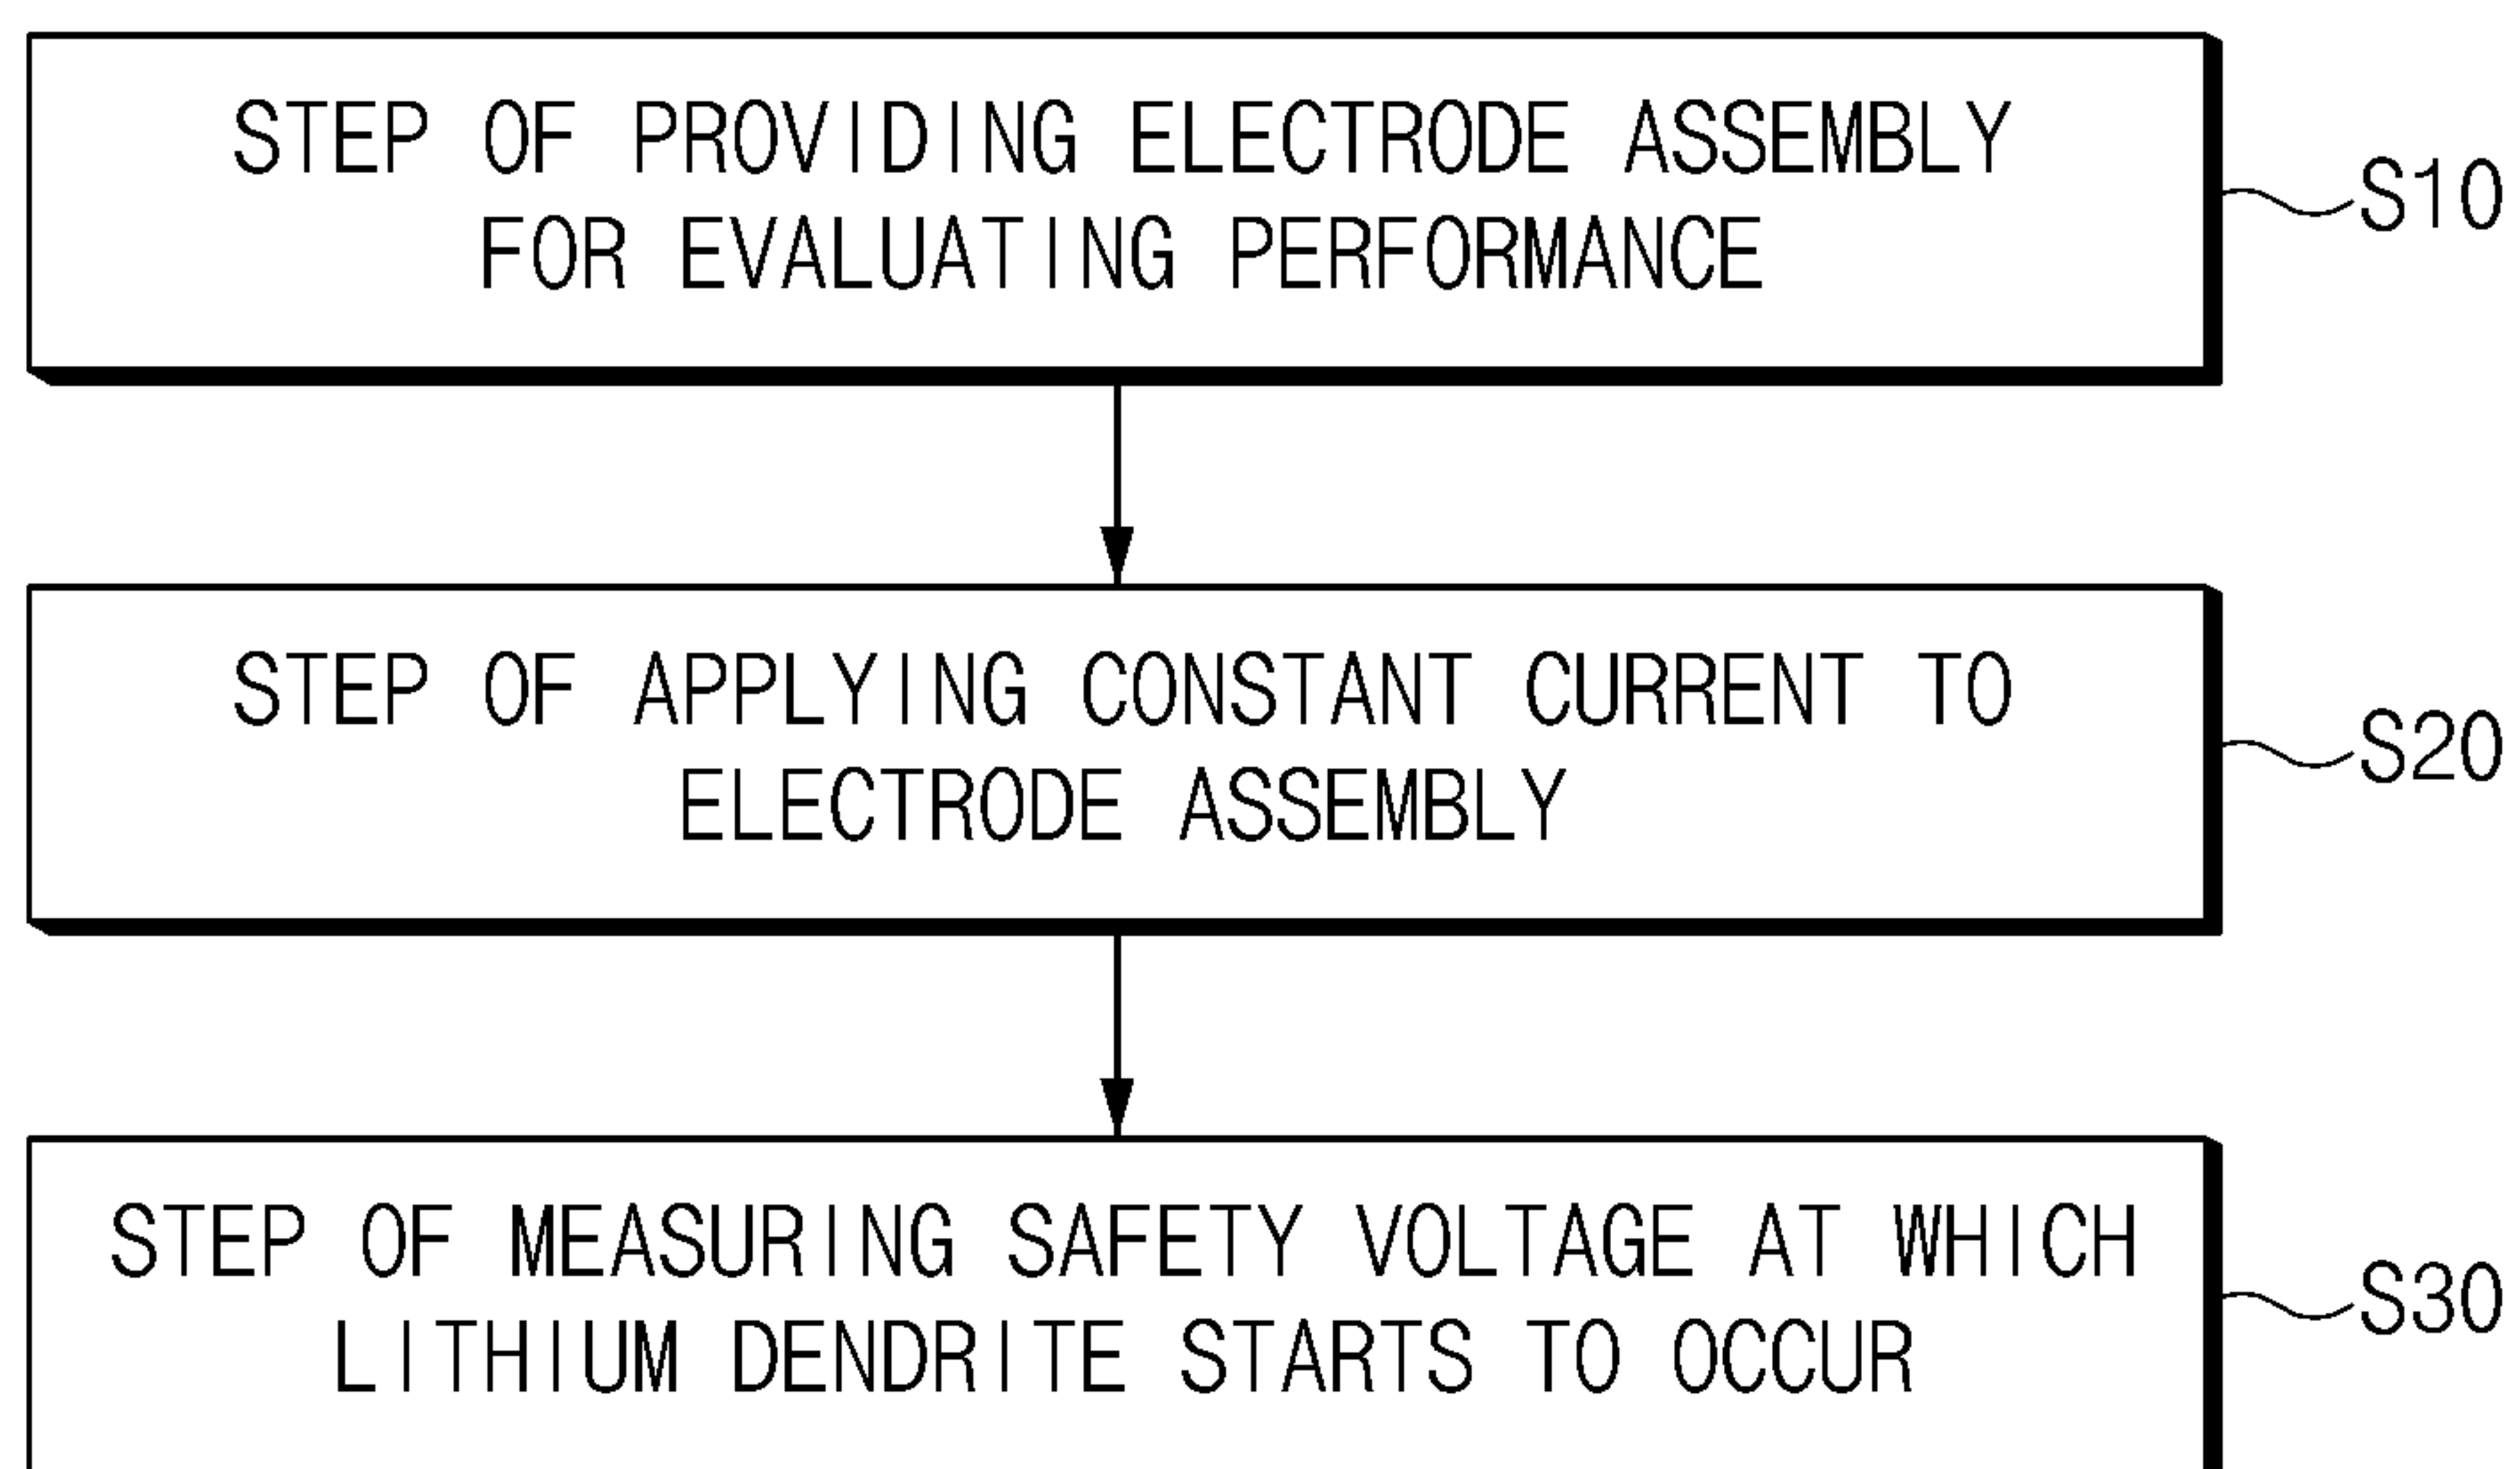 STEP OF PROVIDING ELECTRODE ASSEMBLY
FOR EVALUATING PERFORMANCE
S10
STEP OF APPLYING CONSTANT CURRENT TO
ELECTRODE ASSEMBLY
S20
STEP OF MEASURING SAFETY VOLTAGE AT WHICH
LITHIUM DENDRITE STARTS TO OCCUR
S30